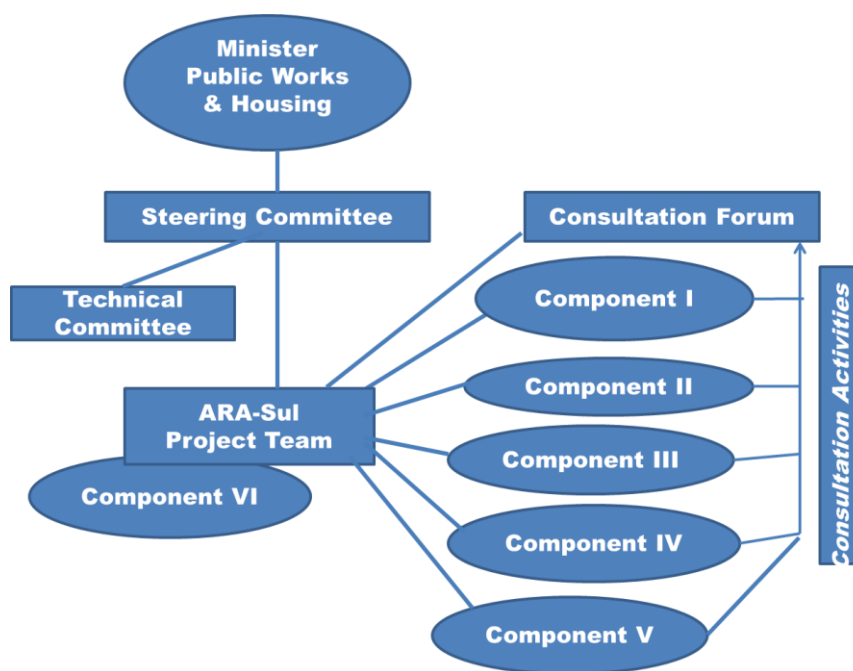 Minister
Public Works
& Housing
Steering Committee
Consultation Forum
Technical
Committee
Component I
Component II
ARA-Sul
Project Team
Component III
Component VI
Component IV
Component V
Consultation Activities